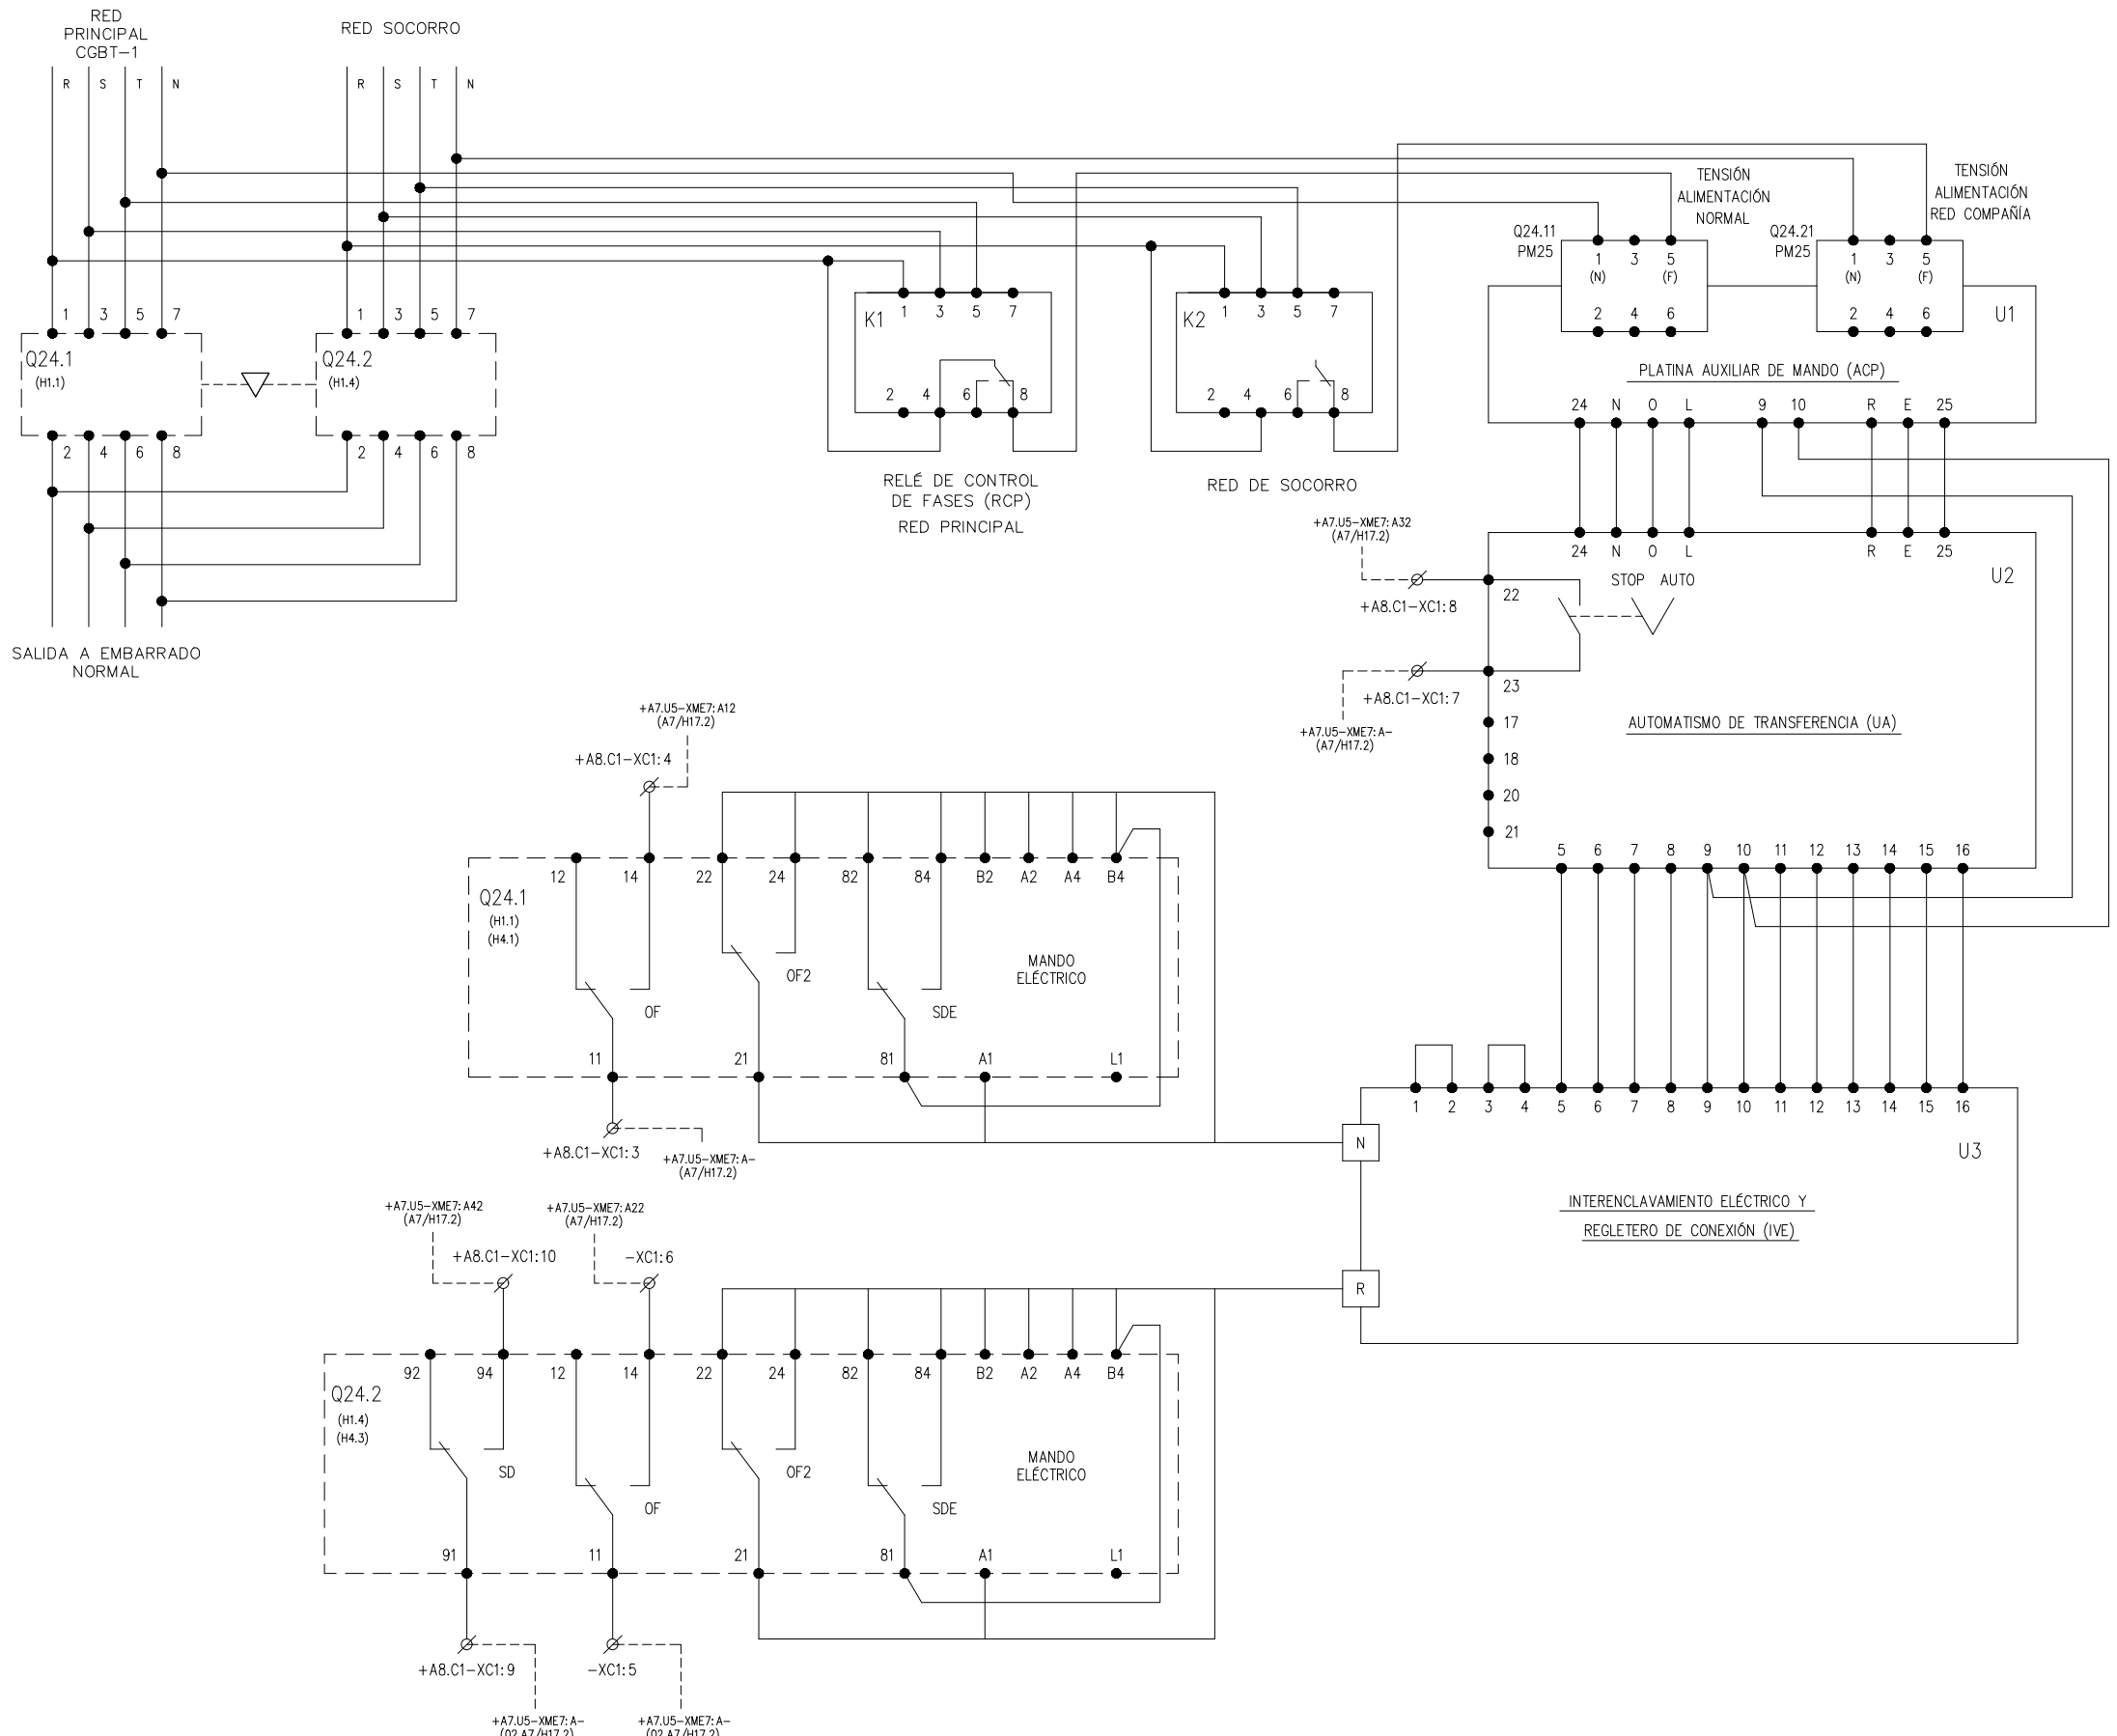 RED
PRINCIPAL
CGBT-1
RED SOCORRO
R S T N
R S T N
TENSIÓN
ALIMENTACIÓN
NORMAL
TENSIÓN
ALIMENTACIÓN
RED COMPAÑÍA
Q24.11
PM25
1 3 5
(N) (F)
2 4 6
Q24.21
PM25
1 3 5
(N) (F)
2 4 6
U1
PLATINA AUXILIAR DE MANDO (ACP)
24 N O L 9 10 R E 25
1 3 5 7
Q24.1
(H1.1)
2 4 6 8
1 3 5 7
Q24.2
(H1.4)
2 4 6 8
K1
1 3 5 7
2 4 6 8
RELÉ DE CONTROL
DE FASES (RCP)
RED PRINCIPAL
K2
1 3 5 7
2 4 6 8
RED DE SOCORRO
SALIDA A EMBARRADO
NORMAL
+A7.U5-XME7:A32
(A7/H17.2)
+A8.C1-XC1:8
+A8.C1-XC1:7
+A7.U5-XME7:A-
(A7/H17.2)
24 N O L R E 25
U2
STOP AUTO
22
23
17
18
20
21
AUTOMATISMO DE TRANSFERENCIA (UA)
5 6 7 8 9 10 11 12 13 14 15 16
+A7.U5-XME7:A12
(A7/H17.2)
+A8.C1-XC1:4
12 14 22 24 82 84 B2 A2 A4 B4
Q24.1
(H1.1)
(H4.1)
OF
OF2
SDE
MANDO
ELÉCTRICO
11 21 81 A1 L1
+A8.C1-XC1:3
+A7.U5-XME7:A-
(A7/H17.2)
1 2 3 4 5 6 7 8 9 10 11 12 13 14 15 16
N
U3
INTERENCLAVAMIENTO ELÉCTRICO Y
REGLETERO DE CONEXIÓN (IVE)
R
+A7.U5-XME7:A42
(A7/H17.2)
+A8.C1-XC1:10
+A7.U5-XME7:A22
(A7/H17.2)
-XC1:6
92 94 12 14 22 24 82 84 B2 A2 A4 B4
Q24.2
(H1.4)
(H4.3)
SD
OF
OF2
SDE
MANDO
ELÉCTRICO
91 11 21 81 A1 L1
+A8.C1-XC1:9
-XC1:5
+A7.U5-XME7:A-
(02.A7/H17.2)
+A7.U5-XME7:A-
(02.A7/H17.2)